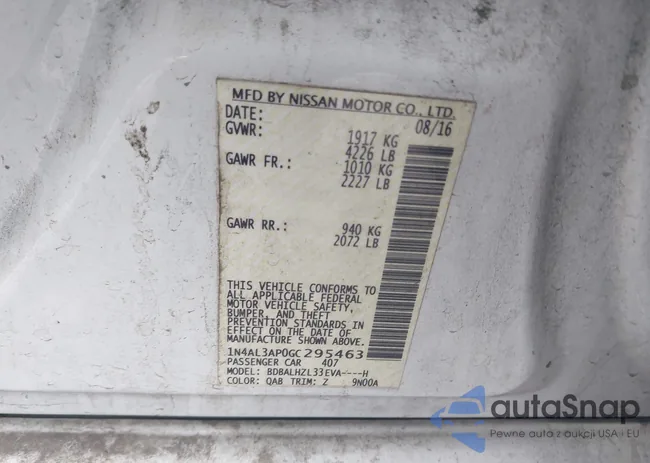 MFD BY NISSAN MOTOR CO., LTD.
DATE: 08/16
GVWR: 1917 KG
4226 LB
GAWR FR.: 1010 KG
2227 LB
GAWR RR.: 940 KG
2072 LB
THIS VEHICLE CONFORMS TO
ALL APPLICABLE FEDERAL
MOTOR VEHICLE SAFETY,
BUMPER, AND THEFT
PREVENTION STANDARDS IN
EFFECT ON THE DATE OF
MANUFACTURE SHOWN ABOVE.
1N4AL3AP0GC295463
PASSENGER CAR 407
MODEL: BDBALHZL33EVA----H
COLOR: QAB TRIM: Z 9N00A
autoSnap
Pewne auta z aukcji USA i EU